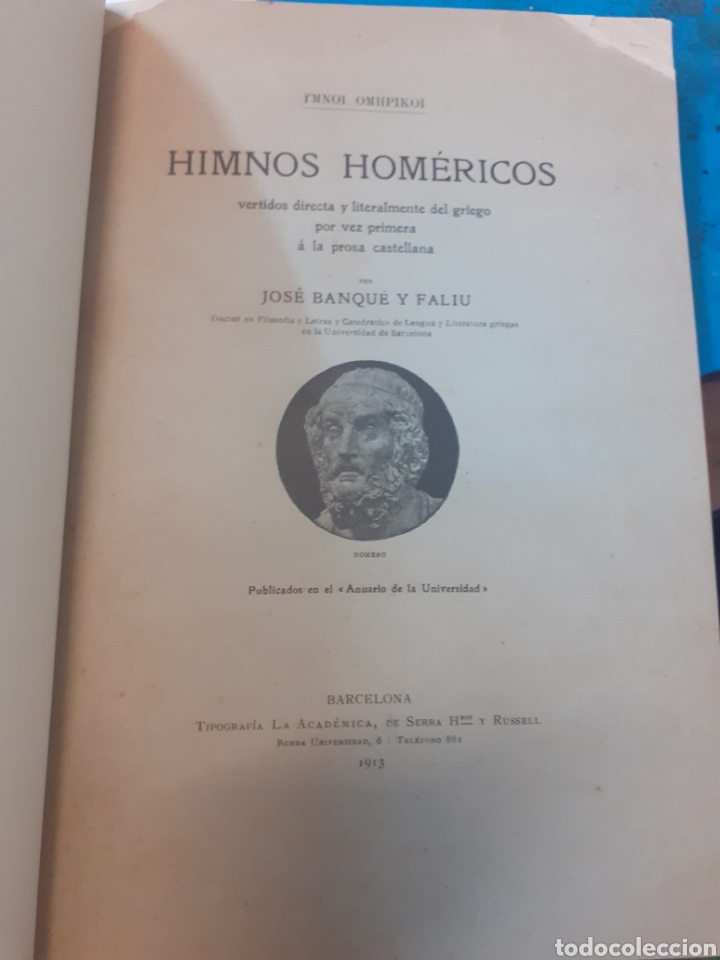 ΥΜΝΟΙ ΟΜΗΡΙΚΟΙ
HIMNOS HOMÉRICOS
vertidos directa y literalmente del griego
por vez primera
á la prosa castellana
POR
JOSÉ BANQUÉ Y FALIU
Doctor en Filosofía y Letras y Catedrático de Lengua y Literatura griegas
en la Universidad de Barcelona
HOMERO
Publicados en el «Anuario de la Universidad»
BARCELONA
TIPOGRAFÍA LA ACADÉMICA, DE SERRA Hnos Y RUSSELL
RONDA UNIVERSIDAD, 6 : TELÉFONO 861
1913
todocoleccion